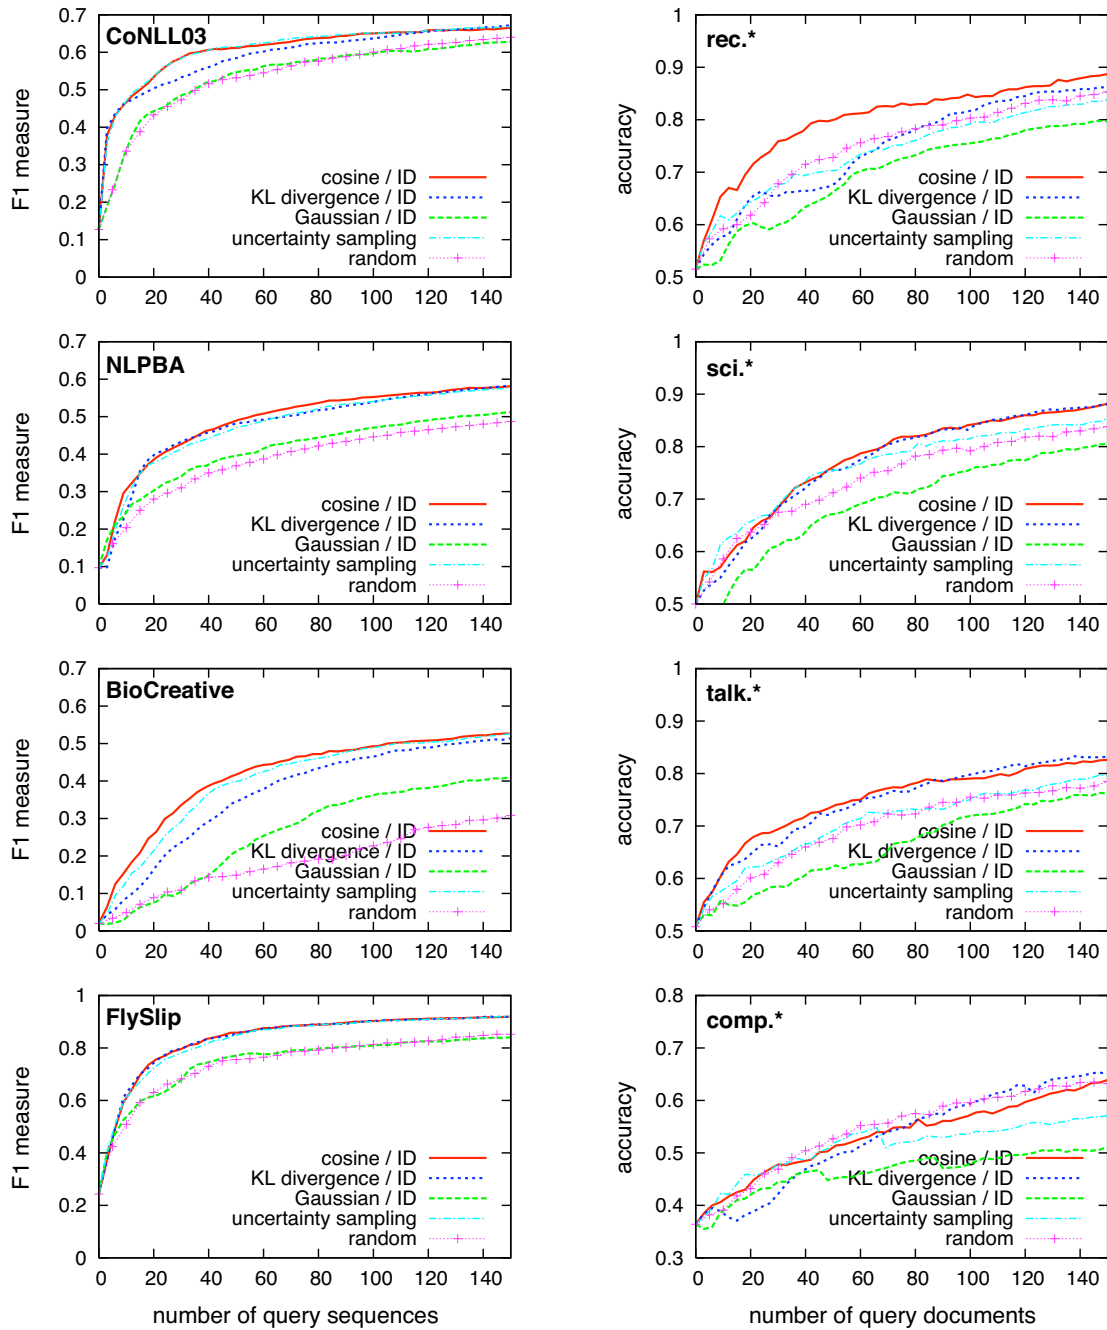 CoNLL03
F1 measure
0.7
0.6
0.5
0.4
0.3
0.2
0.1
0
cosine / ID
KL divergence / ID
Gaussian / ID
uncertainty sampling
random
0 20 40 60 80 100 120 140
rec.*
accuracy
1
0.9
0.8
0.7
0.6
0.5
cosine / ID
KL divergence / ID
Gaussian / ID
uncertainty sampling
random
0 20 40 60 80 100 120 140
NLPBA
F1 measure
0.7
0.6
0.5
0.4
0.3
0.2
0.1
0
cosine / ID
KL divergence / ID
Gaussian / ID
uncertainty sampling
random
0 20 40 60 80 100 120 140
sci.*
accuracy
1
0.9
0.8
0.7
0.6
0.5
cosine / ID
KL divergence / ID
Gaussian / ID
uncertainty sampling
random
0 20 40 60 80 100 120 140
BioCreative
F1 measure
0.7
0.6
0.5
0.4
0.3
0.2
0.1
0
cosine / ID
KL divergence / ID
Gaussian / ID
uncertainty sampling
random
0 20 40 60 80 100 120 140
talk.*
accuracy
1
0.9
0.8
0.7
0.6
0.5
cosine / ID
KL divergence / ID
Gaussian / ID
uncertainty sampling
random
0 20 40 60 80 100 120 140
FlySlip
F1 measure
1
0.8
0.6
0.4
0.2
0
cosine / ID
KL divergence / ID
Gaussian / ID
uncertainty sampling
random
0 20 40 60 80 100 120 140
number of query sequences
comp.*
accuracy
0.8
0.7
0.6
0.5
0.4
0.3
cosine / ID
KL divergence / ID
Gaussian / ID
uncertainty sampling
random
0 20 40 60 80 100 120 140
number of query documents